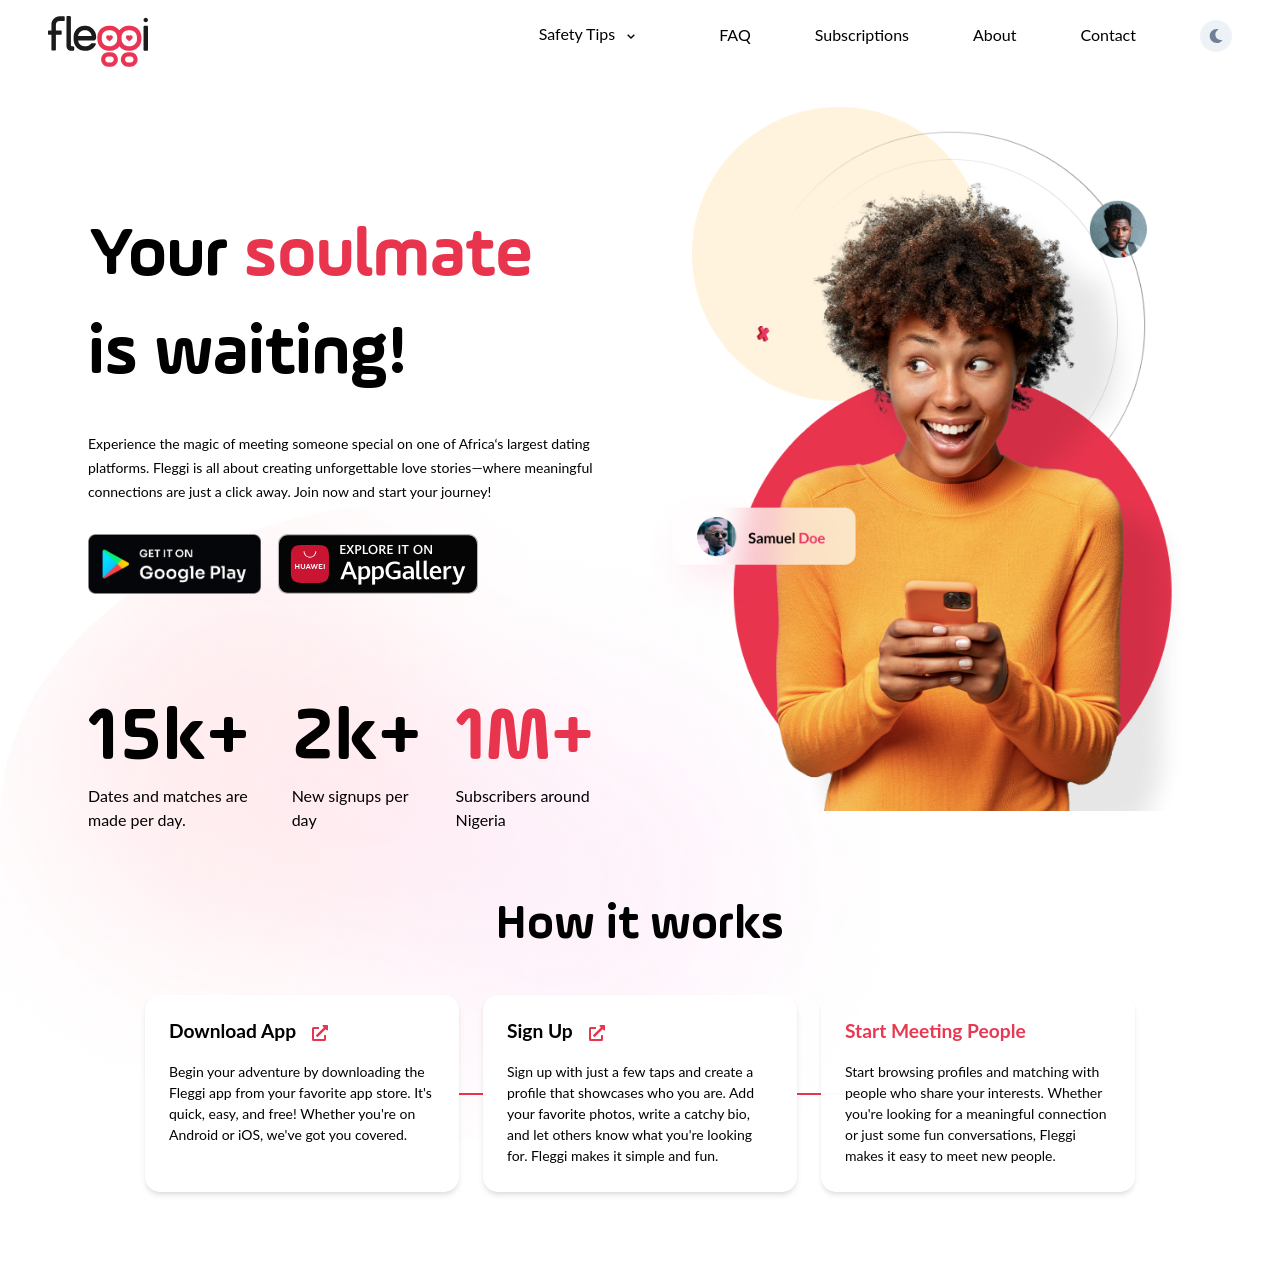 fleggi
Safety Tips
FAQ
Subscriptions
About
Contact
Your soulmate
is waiting!
Experience the magic of meeting someone special on one of Africa's largest dating
platforms. Fleggi is all about creating unforgettable love stories—where meaningful
connections are just a click away. Join now and start your journey!
GET IT ON
Google Play
HUAWEI
EXPLORE IT ON
AppGallery
Samuel Doe
15k+
Dates and matches are
made per day.
2k+
New signups per
day
1M+
Subscribers around
Nigeria
How it works
Download App
Begin your adventure by downloading the
Fleggi app from your favorite app store. It's
quick, easy, and free! Whether you're on
Android or iOS, we've got you covered.
Sign Up
Sign up with just a few taps and create a
profile that showcases who you are. Add
your favorite photos, write a catchy bio,
and let others know what you're looking
for. Fleggi makes it simple and fun.
Start Meeting People
Start browsing profiles and matching with
people who share your interests. Whether
you're looking for a meaningful connection
or just some fun conversations, Fleggi
makes it easy to meet new people.